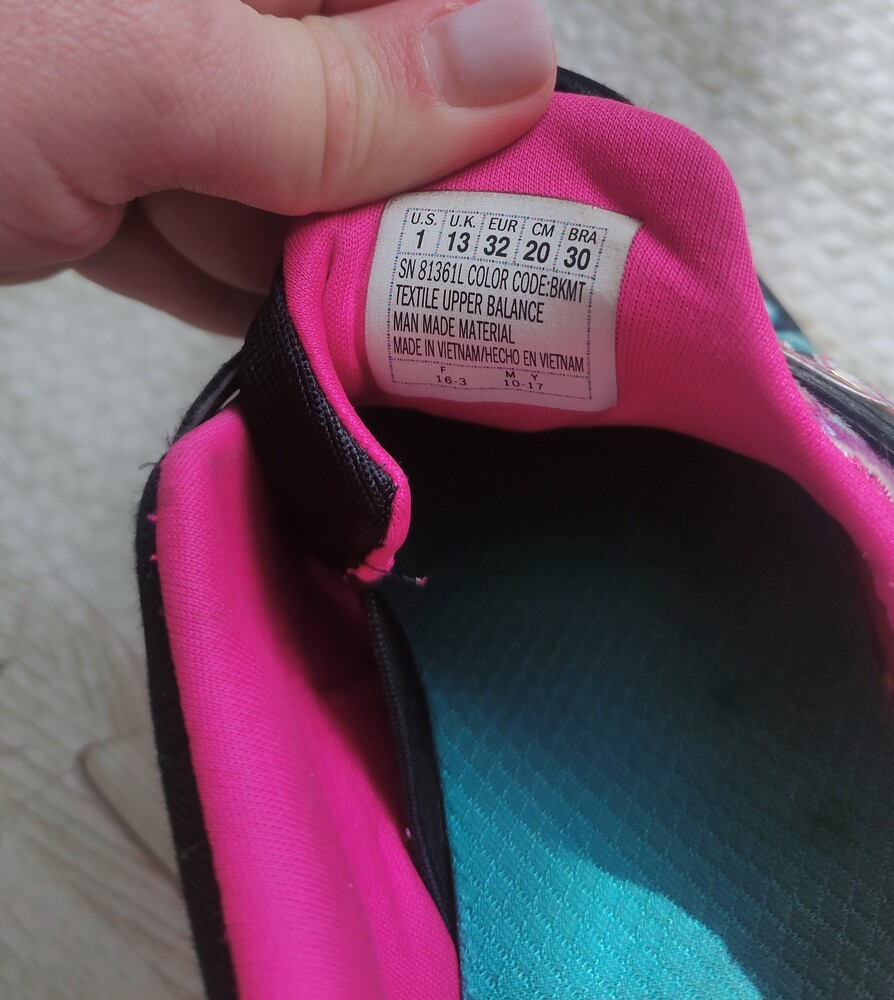 U.S. U.K. EUR CM BRA
1 13 32 20 30
SN 81361L COLOR CODE:BKMT
TEXTILE UPPER BALANCE
MAN MADE MATERIAL
MADE IN VIETNAM/HECHO EN VIETNAM
F M Y
16-3 10-17